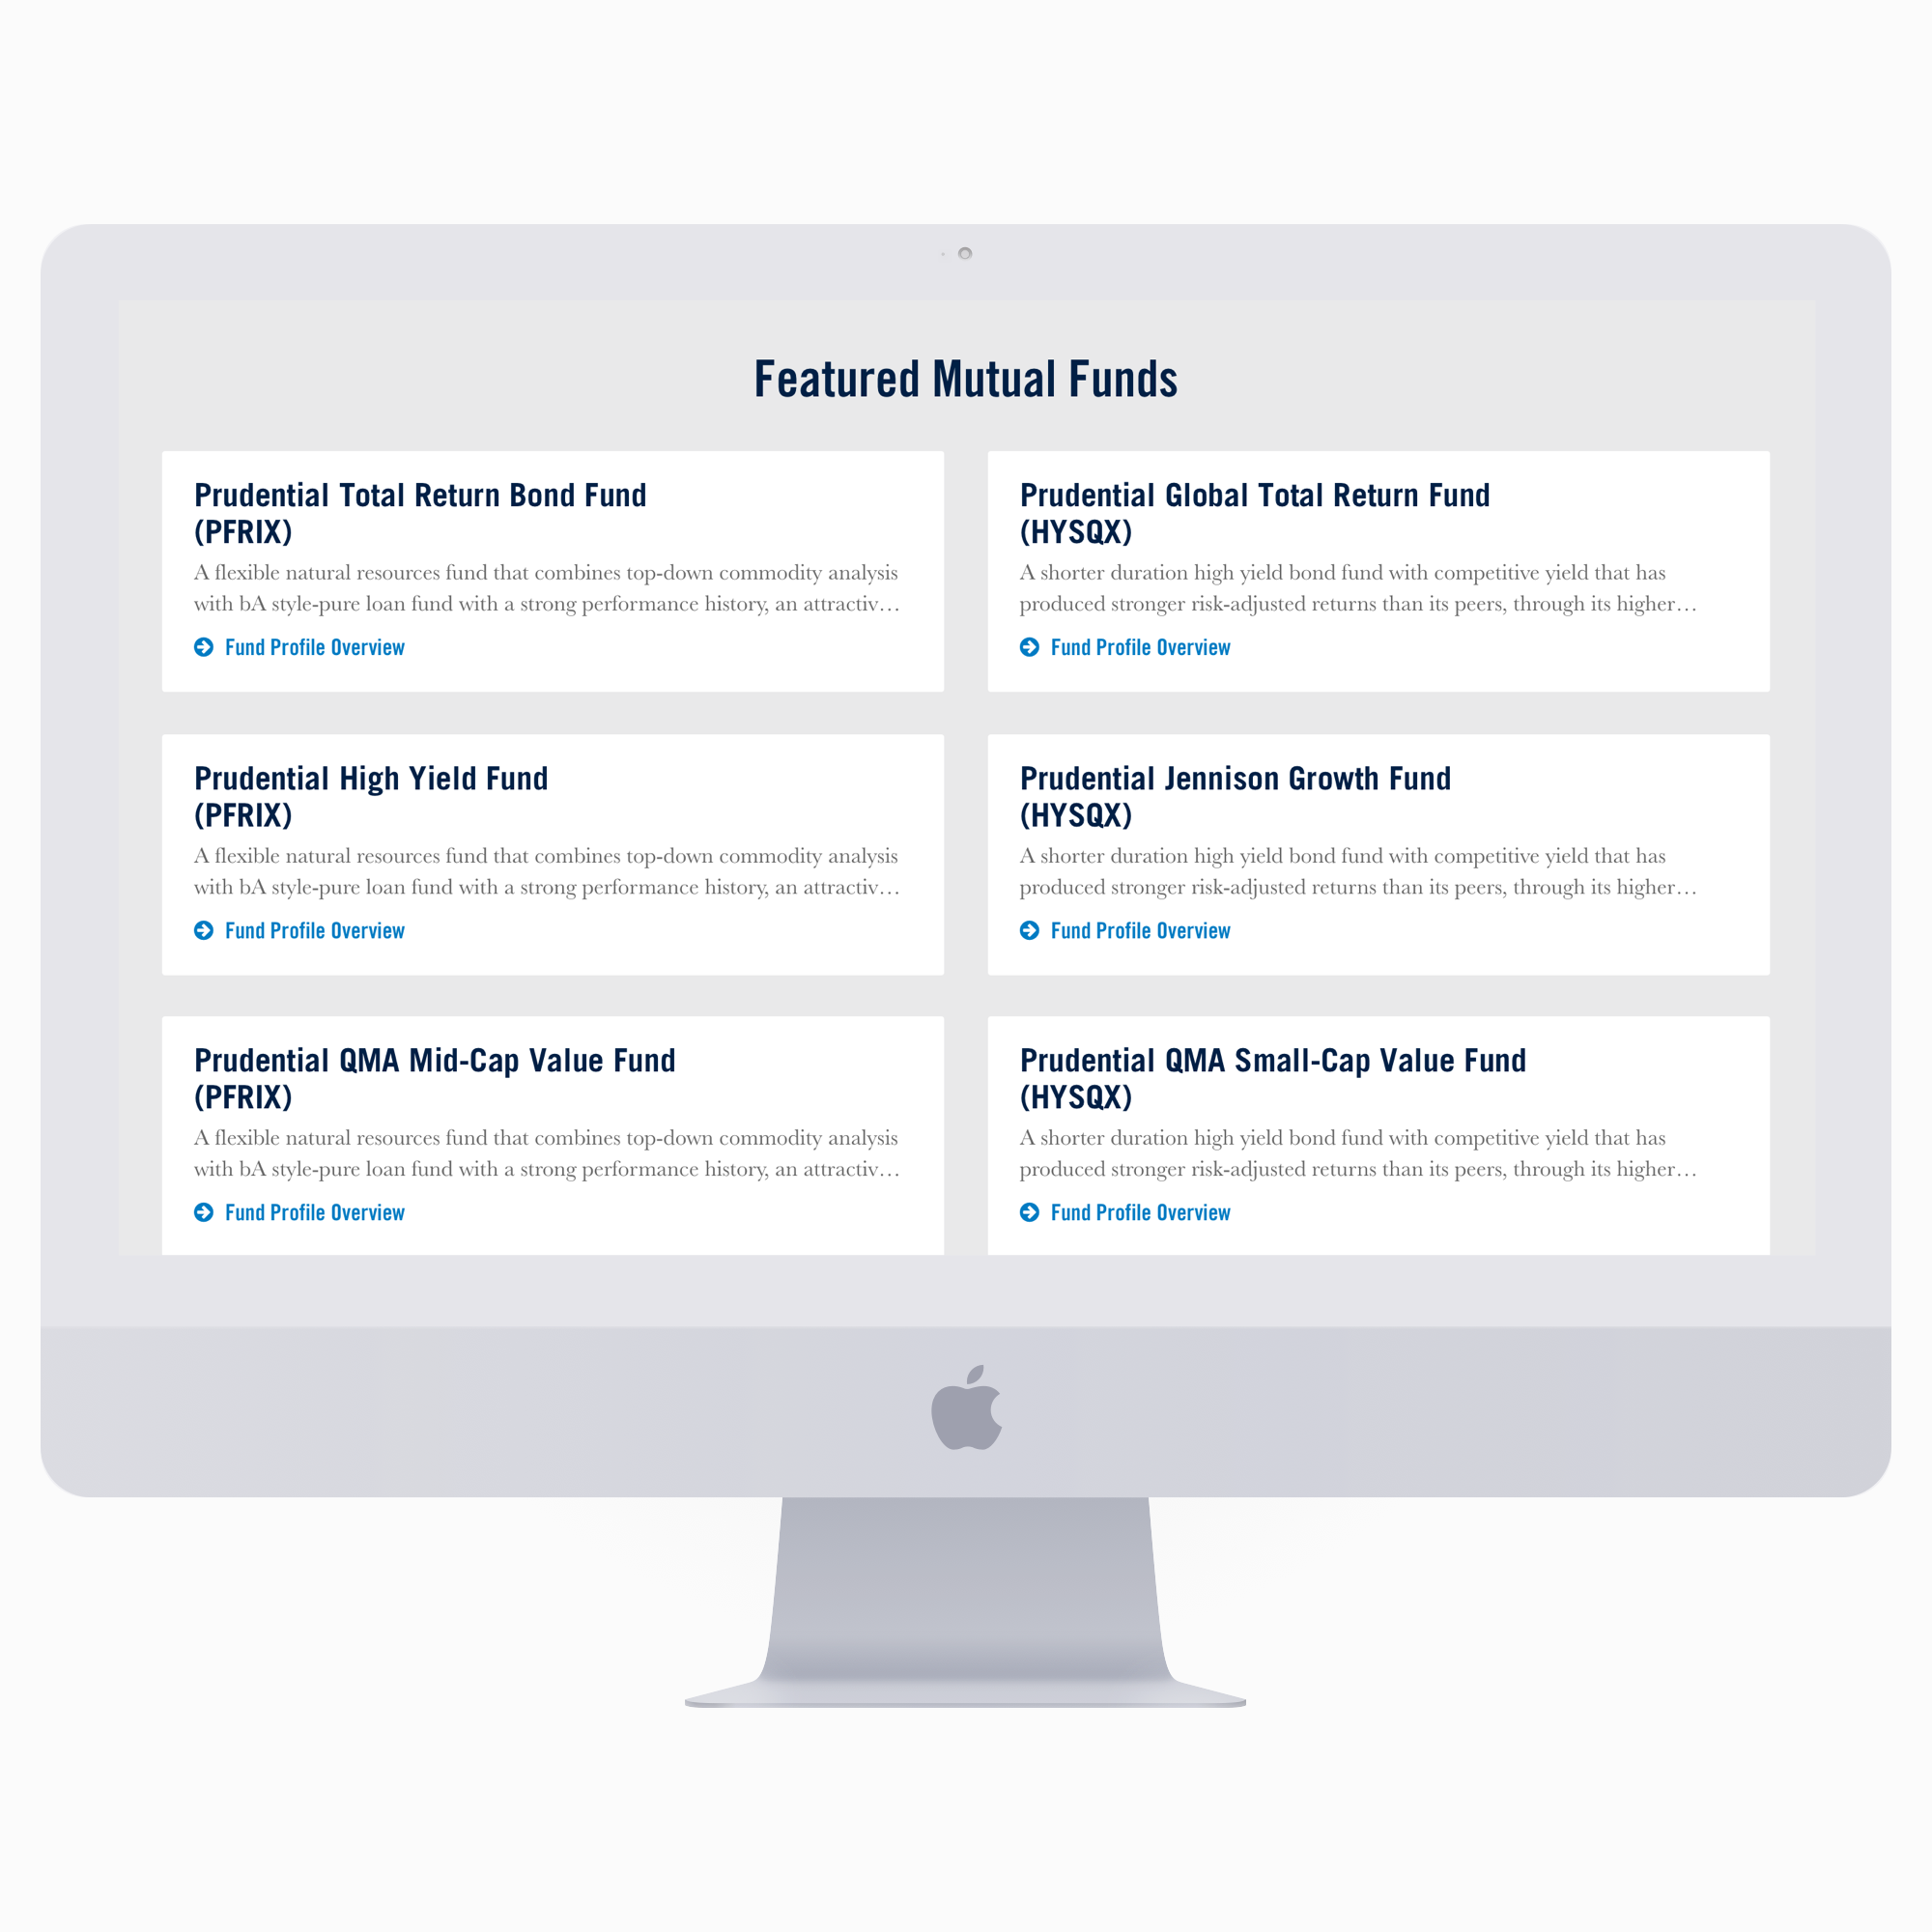 Featured Mutual Funds
Prudential Total Return Bond Fund
(PFRIX)
A flexible natural resources fund that combines top-down commodity analysis
with bA style-pure loan fund with a strong performance history, an attractiv…
Fund Profile Overview
Prudential Global Total Return Fund
(HYSQX)
A shorter duration high yield bond fund with competitive yield that has
produced stronger risk-adjusted returns than its peers, through its higher…
Fund Profile Overview
Prudential High Yield Fund
(PFRIX)
A flexible natural resources fund that combines top-down commodity analysis
with bA style-pure loan fund with a strong performance history, an attractiv…
Fund Profile Overview
Prudential Jennison Growth Fund
(HYSQX)
A shorter duration high yield bond fund with competitive yield that has
produced stronger risk-adjusted returns than its peers, through its higher…
Fund Profile Overview
Prudential QMA Mid-Cap Value Fund
(PFRIX)
A flexible natural resources fund that combines top-down commodity analysis
with bA style-pure loan fund with a strong performance history, an attractiv…
Fund Profile Overview
Prudential QMA Small-Cap Value Fund
(HYSQX)
A shorter duration high yield bond fund with competitive yield that has
produced stronger risk-adjusted returns than its peers, through its higher…
Fund Profile Overview